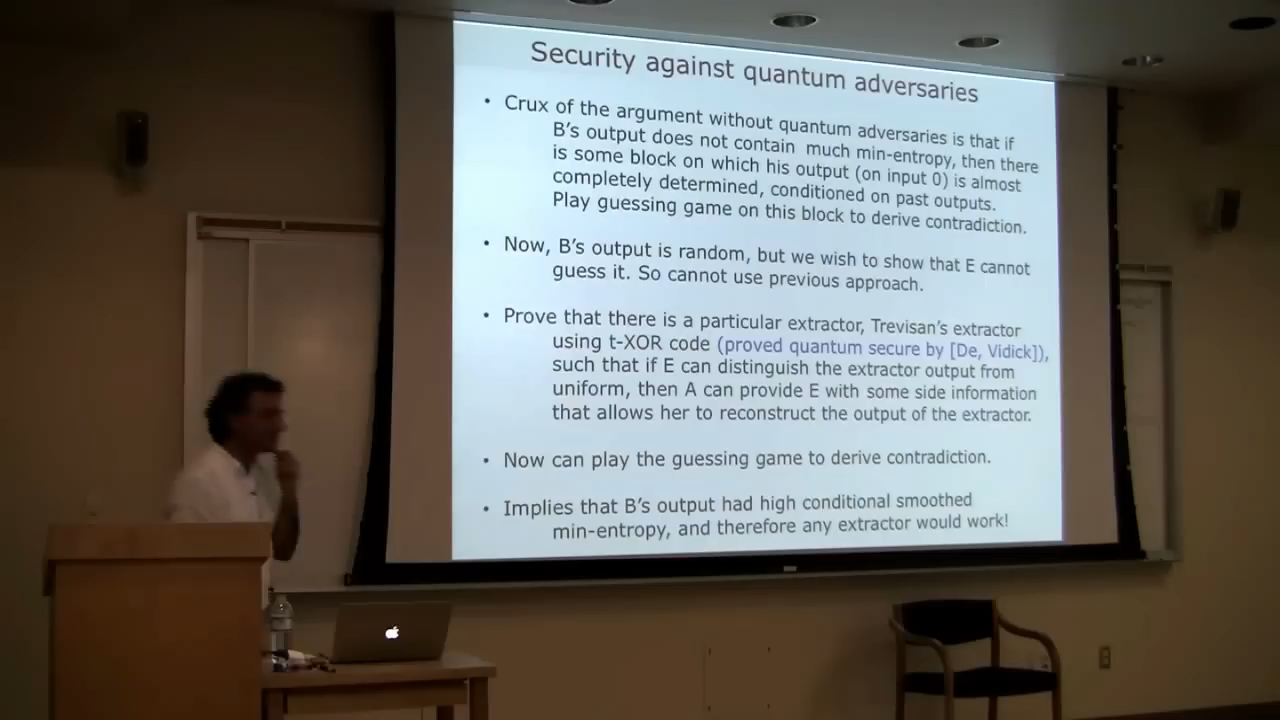 Security against quantum adversaries
• Crux of the argument without quantum adversaries is that if
B's output does not contain much min-entropy, then there
is some block on which his output (on input 0) is almost
completely determined, conditioned on past outputs.
Play guessing game on this block to derive contradiction.
• Now, B's output is random, but we wish to show that E cannot
guess it. So cannot use previous approach.
• Prove that there is a particular extractor, Trevisan's extractor
using t-XOR code (proved quantum secure by [De, Vidick]),
such that if E can distinguish the extractor output from
uniform, then A can provide E with some side information
that allows her to reconstruct the output of the extractor.
• Now can play the guessing game to derive contradiction.
• Implies that B's output had high conditional smoothed
min-entropy, and therefore any extractor would work!